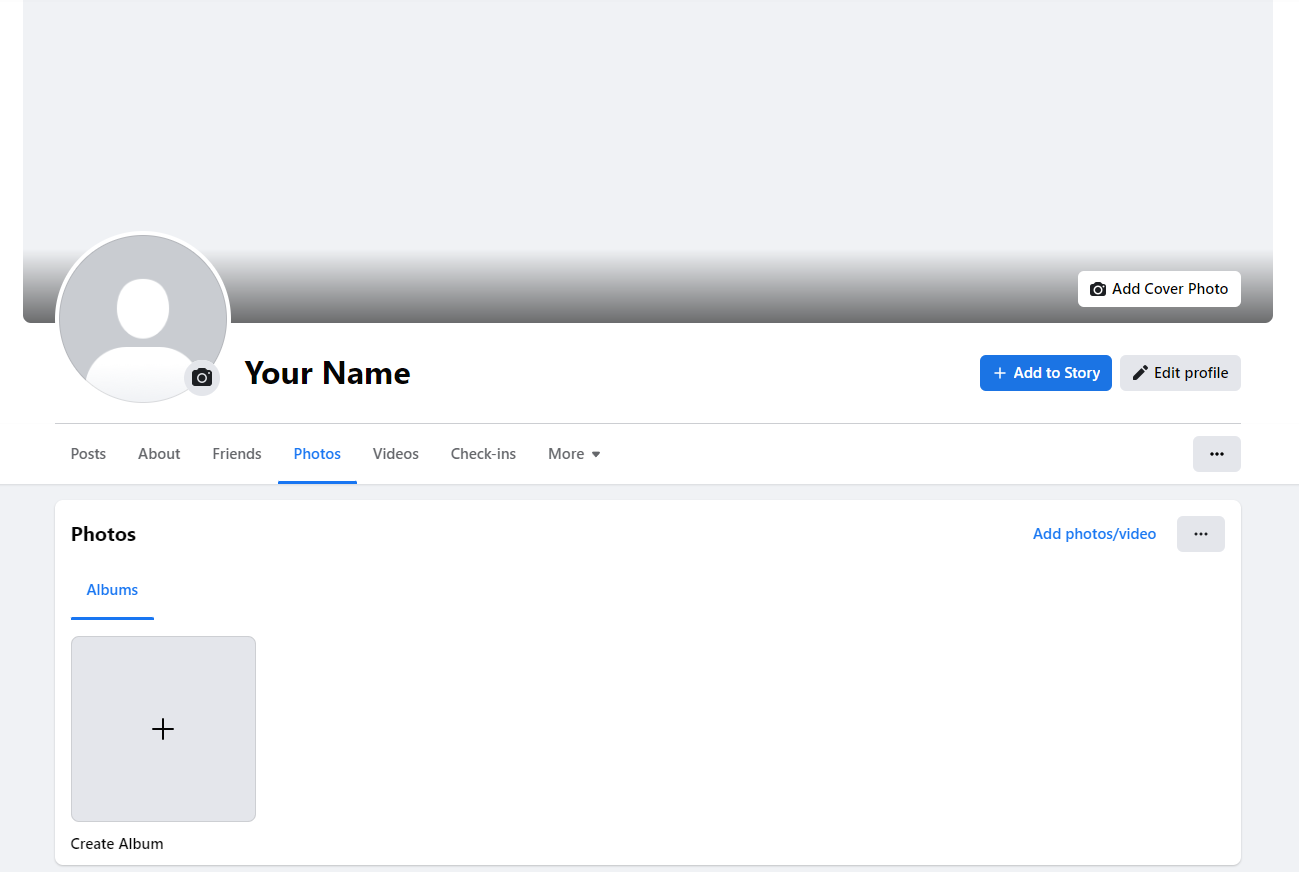 Add Cover Photo
Your Name
Add to Story
Edit profile
Posts About Friends Photos Videos Check-ins More
Photos
Add photos/video
Albums
Create Album